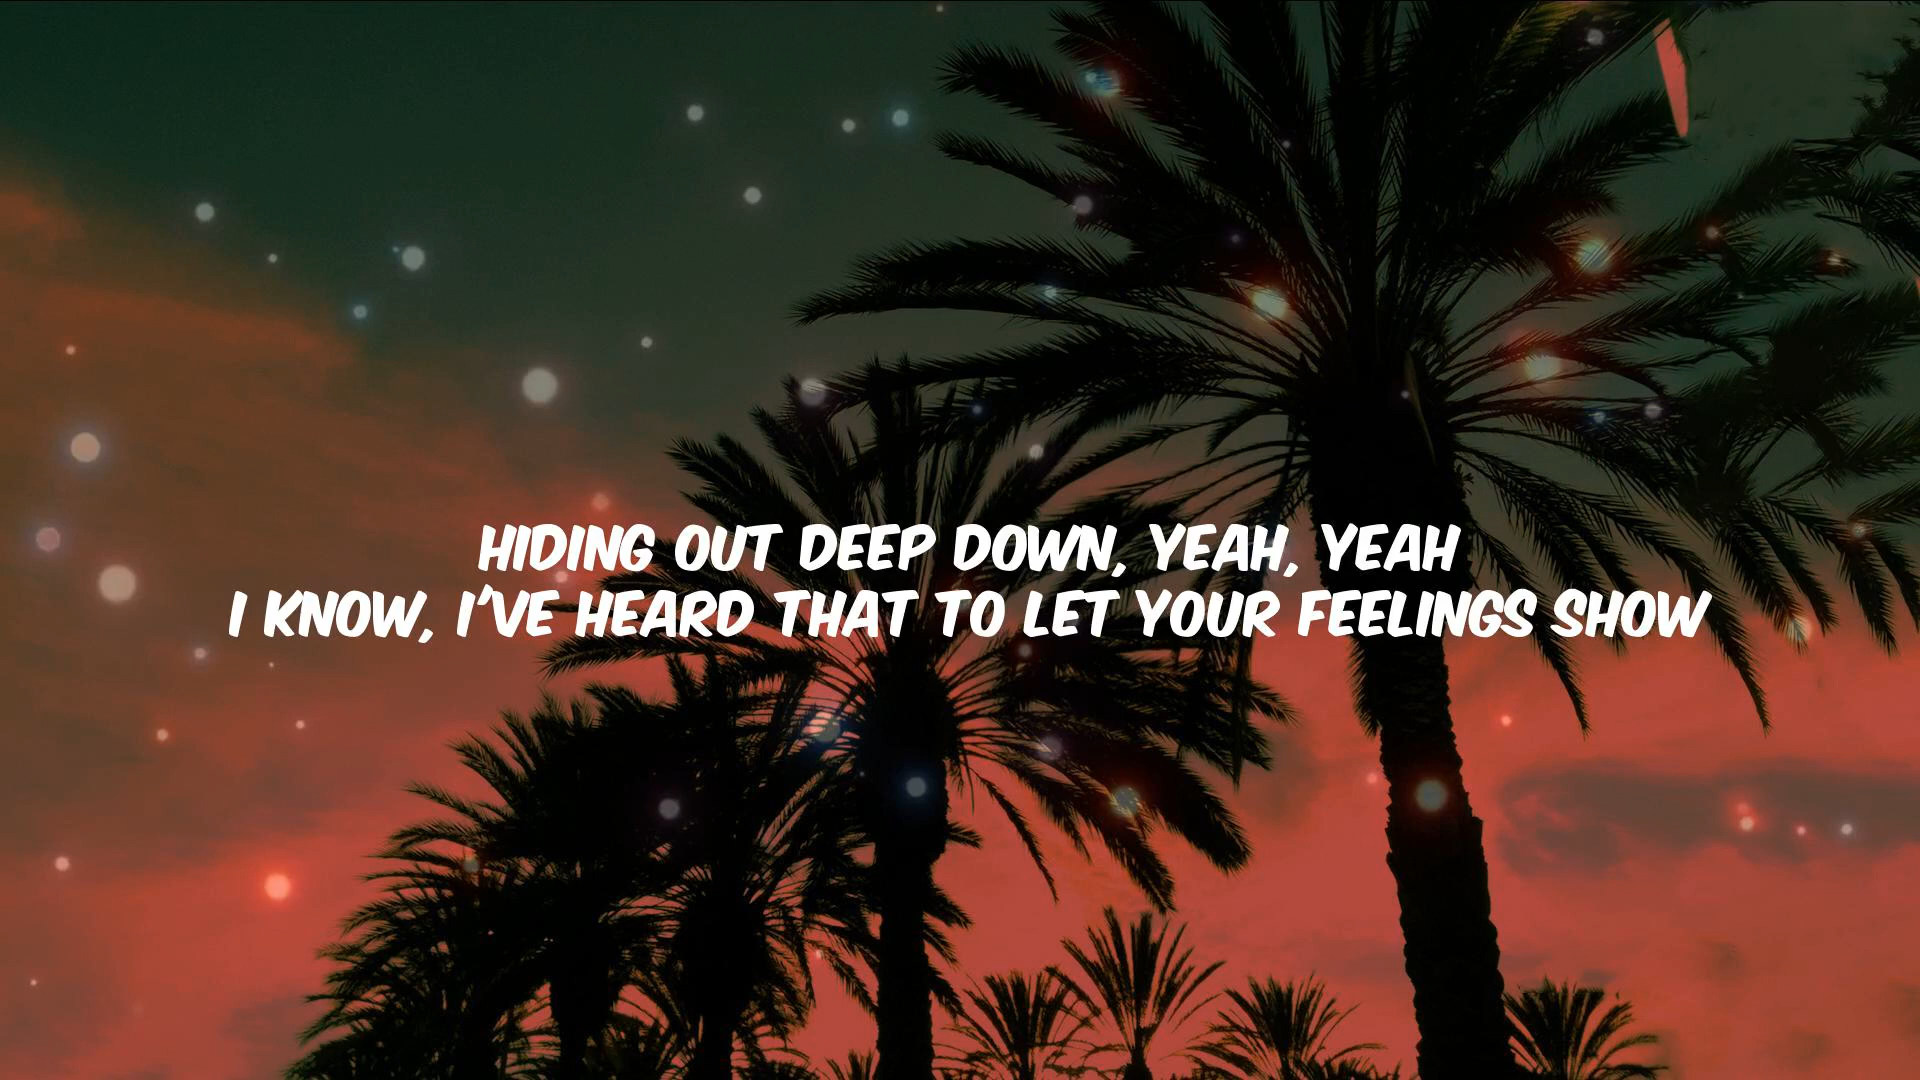 HIDING OUT DEEP DOWN, YEAH, YEAH
I KNOW, I'VE HEARD THAT TO LET YOUR FEELINGS SHOW